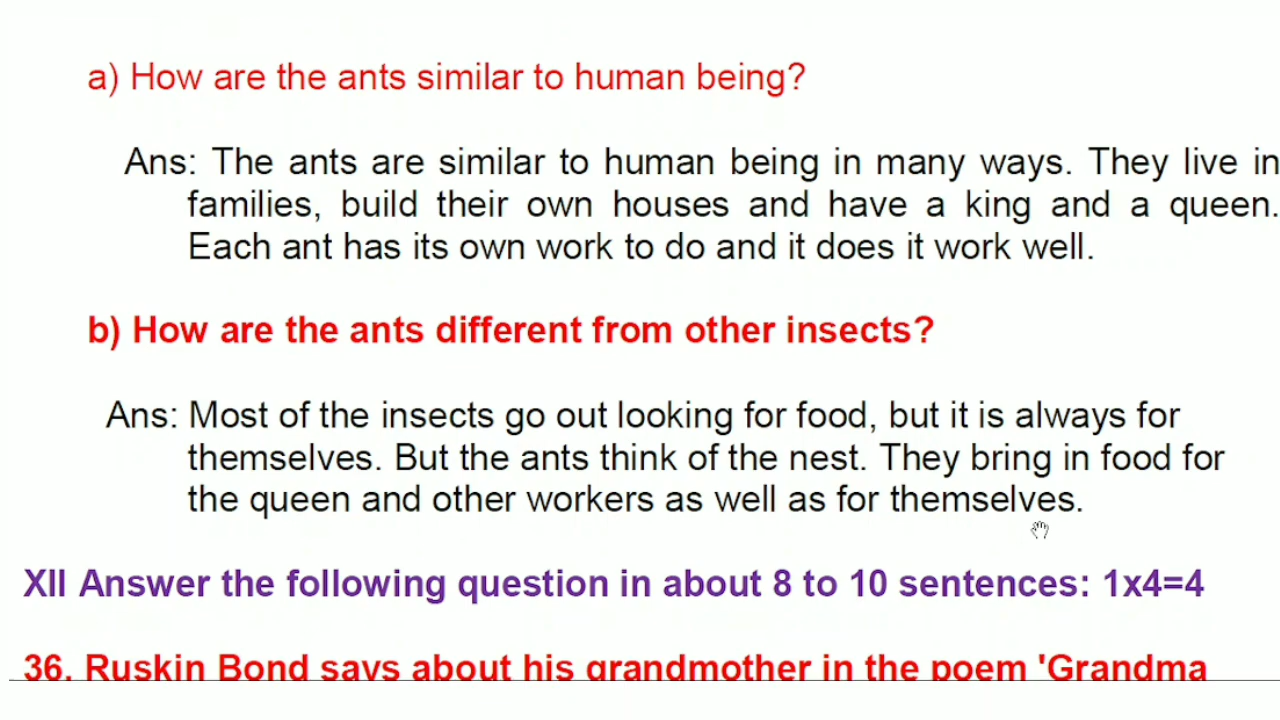 a) How are the ants similar to human being?
Ans: The ants are similar to human being in many ways. They live in
families, build their own houses and have a king and a queen.
Each ant has its own work to do and it does it work well.
b) How are the ants different from other insects?
Ans: Most of the insects go out looking for food, but it is always for
themselves. But the ants think of the nest. They bring in food for
the queen and other workers as well as for themselves.
XII Answer the following question in about 8 to 10 sentences: 1x4=4
36. Ruskin Bond says about his grandmother in the poem 'Grandma